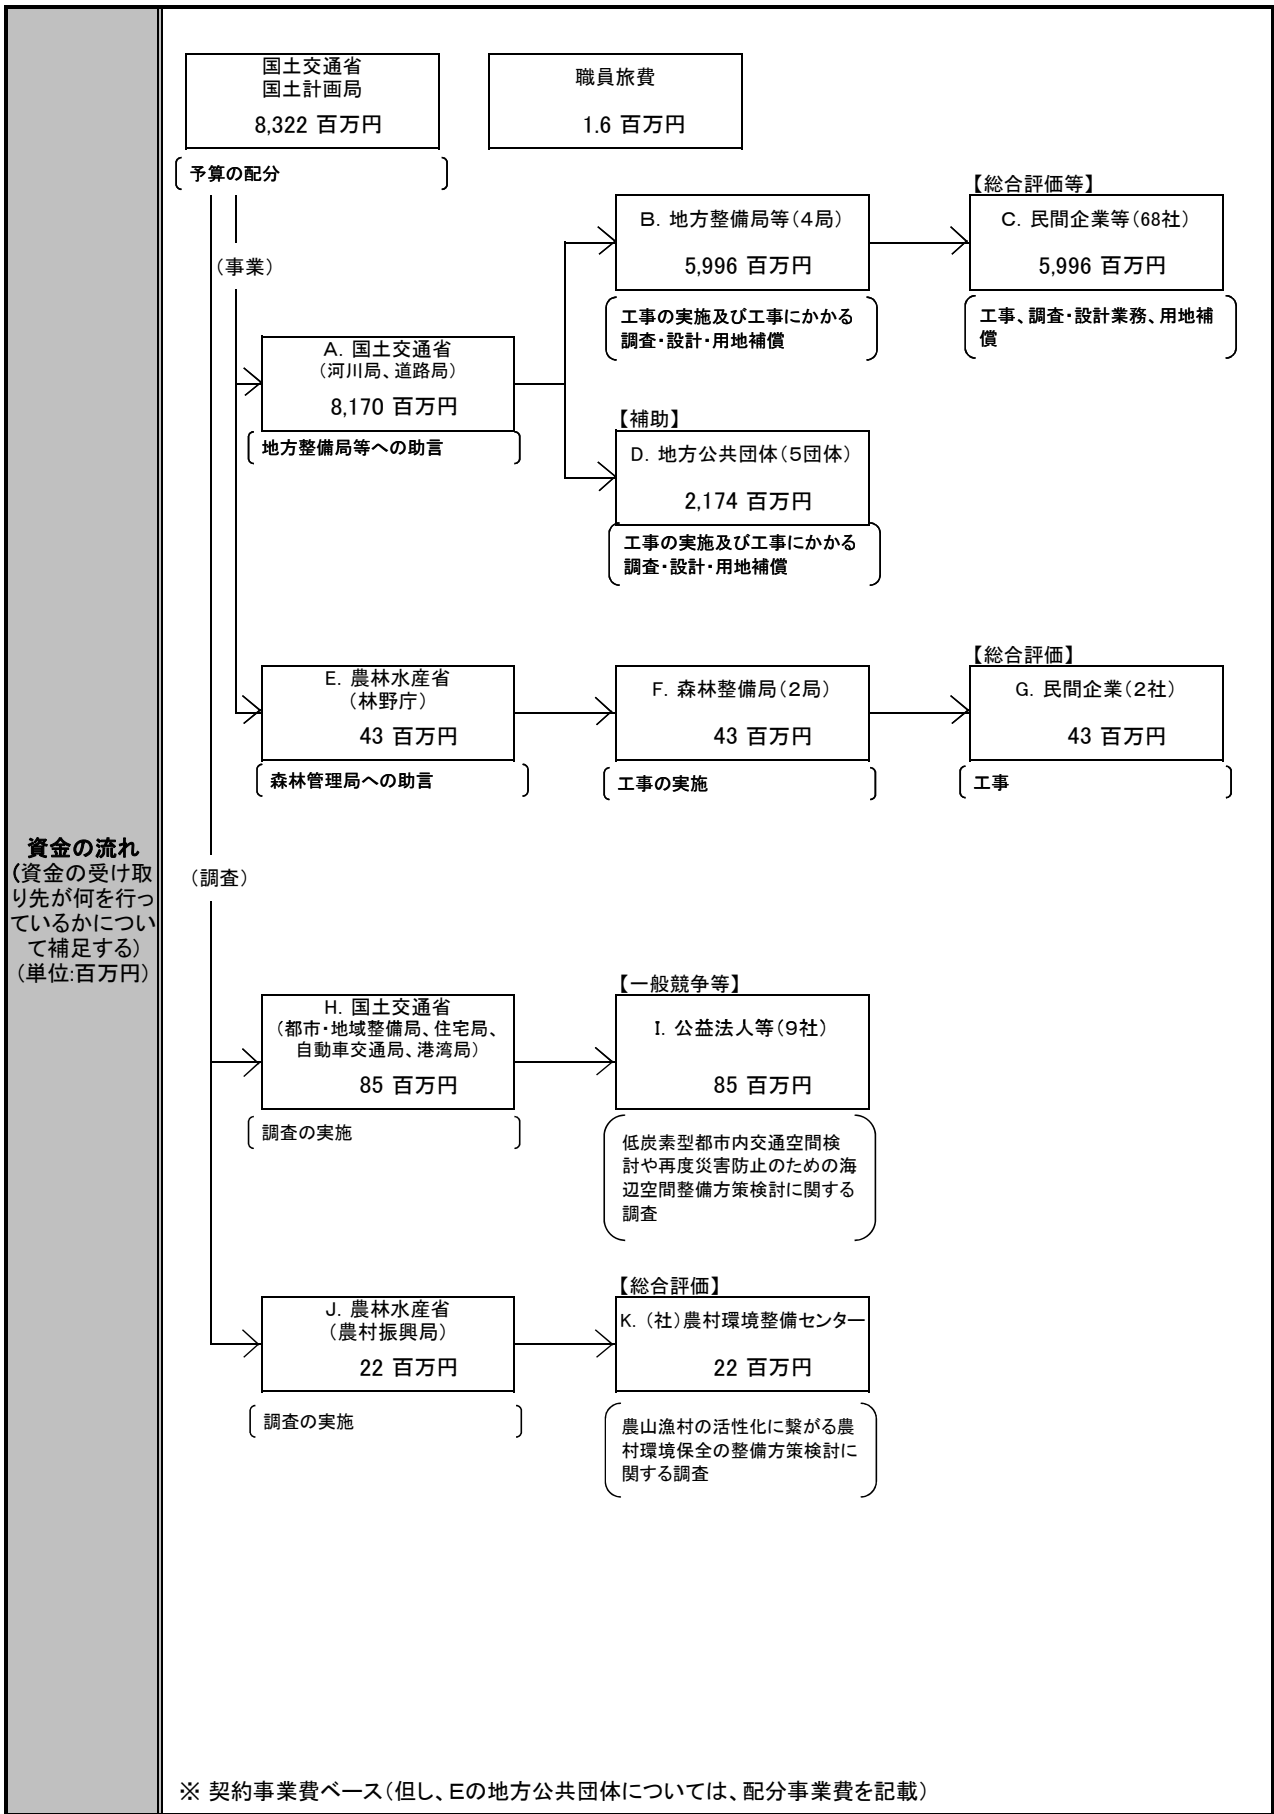 資金の流れ
(資金の受け取
り先が何を行っ
ているかについ
て補足する)
(単位:百万円)
国土交通省
国土計画局
8,322 百万円
職員旅費
1.6 百万円
予算の配分
(事業)
A. 国土交通省
(河川局、道路局)
8,170 百万円
地方整備局等への助言
B. 地方整備局等(4局)
5,996 百万円
工事の実施及び工事にかかる
調査・設計・用地補償
【総合評価等】
C. 民間企業等(68社)
5,996 百万円
工事、調査・設計業務、用地補
償
【補助】
D. 地方公共団体(5団体)
2,174 百万円
工事の実施及び工事にかかる
調査・設計・用地補償
E. 農林水産省
(林野庁)
43 百万円
森林管理局への助言
F. 森林整備局(2局)
43 百万円
工事の実施
【総合評価】
G. 民間企業(2社)
43 百万円
工事
(調査)
H. 国土交通省
(都市・地域整備局、住宅局、
自動車交通局、港湾局)
85 百万円
調査の実施
【一般競争等】
I. 公益法人等(9社)
85 百万円
低炭素型都市内交通空間検
討や再度災害防止のための海
辺空間整備方策検討に関する
調査
J. 農林水産省
(農村振興局)
22 百万円
調査の実施
【総合評価】
K. (社)農村環境整備センター
22 百万円
農山漁村の活性化に繋がる農
村環境保全の整備方策検討に
関する調査
※ 契約事業費ベース(但し、Eの地方公共団体については、配分事業費を記載)